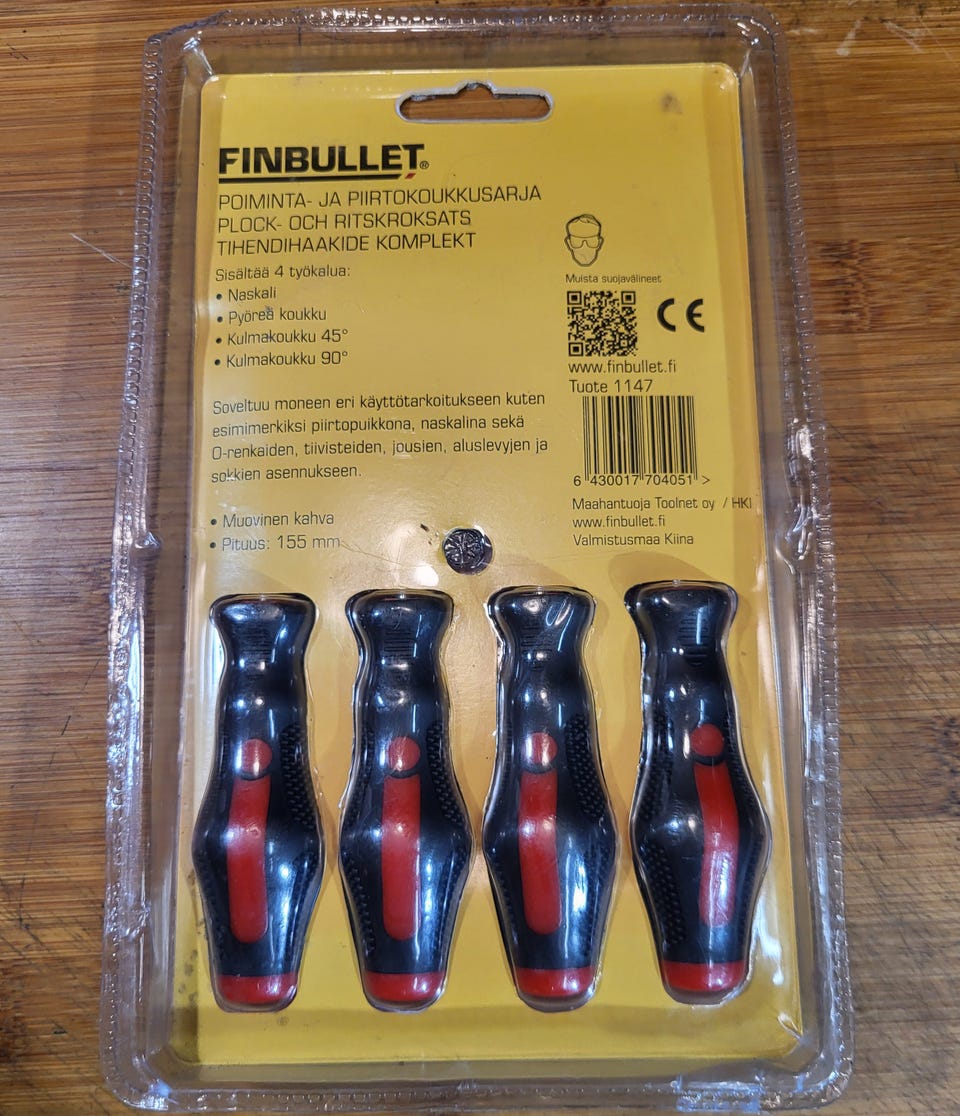 FINBULLET®
POIMINTA- JA PIIRTOKOUKKUSARJA
PLOCK- OCH RITSKROKSATS
TIHENDIHAAKIDE KOMPLEKT
Sisältää 4 työkalua:
• Naskali
• Pyöreä koukku
• Kulmakoukku 45°
• Kulmakoukku 90°
Soveltuu moneen eri käyttötarkoitukseen kuten
esimimerkiksi piirtopuikkona, naskalina sekä
O-renkaiden, tiivisteiden, jousien, aluslevyjen ja
sokkien asennukseen.
• Muovinen kahva
• Pituus: 155 mm
Muista suojavälineet
CE
www.finbullet.fi
Tuote 1147
6 430017 704051 >
Maahantuoja Toolnet oy / HKI
www.finbullet.fi
Valmistusmaa Kiina